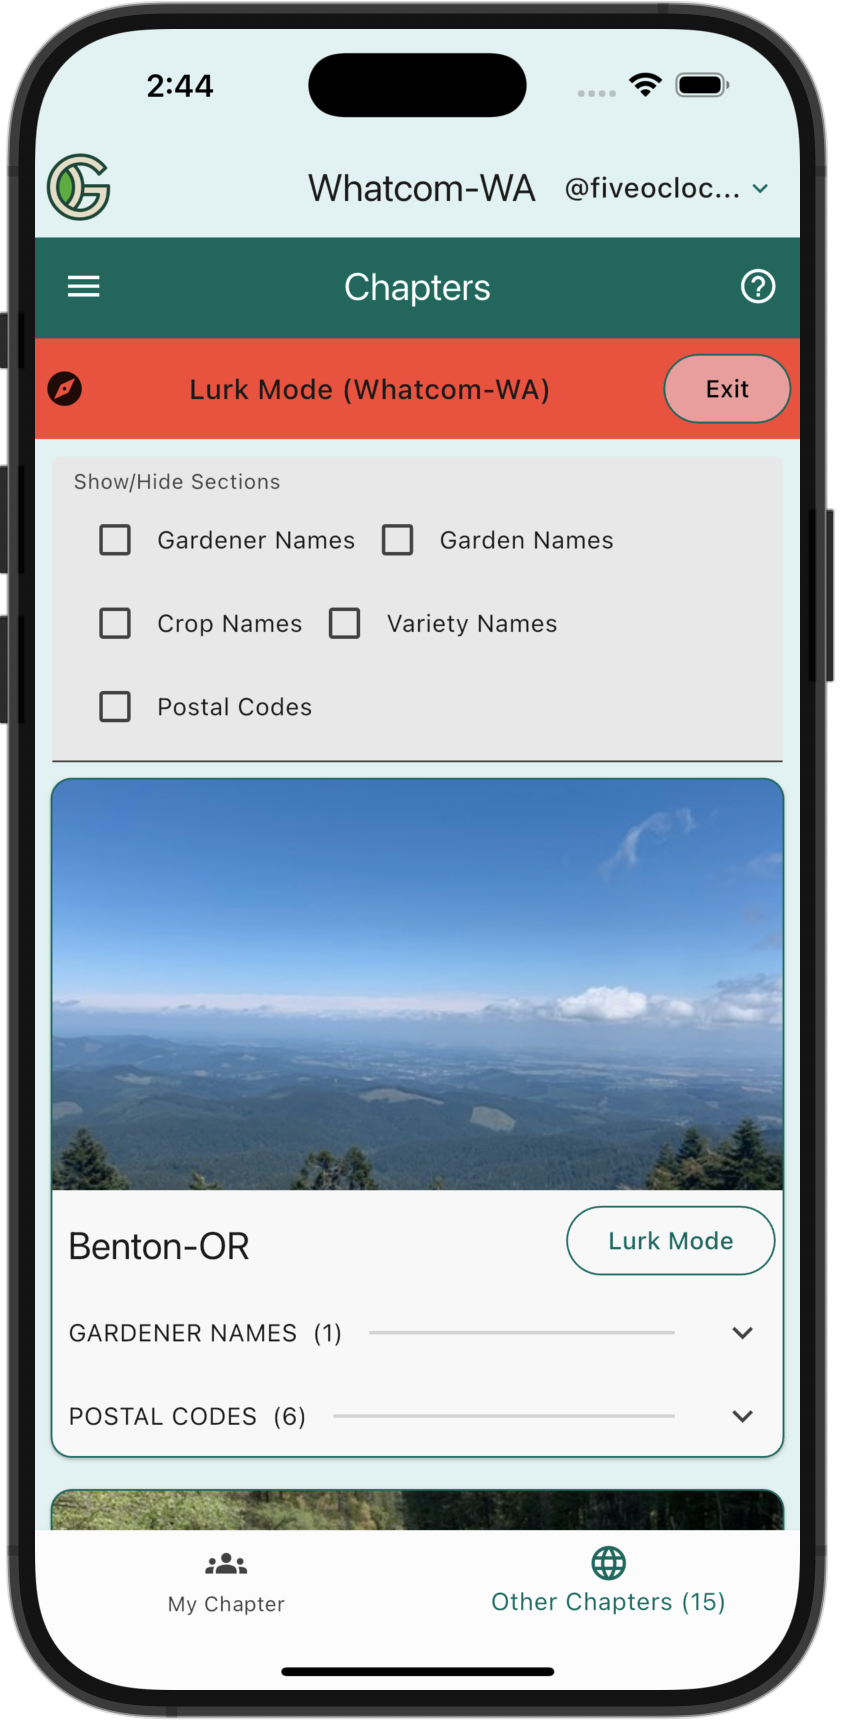 2:44
Whatcom-WA @fiveocloc...
Chapters
Lurk Mode (Whatcom-WA) Exit
Show/Hide Sections
Gardener Names Garden Names
Crop Names Variety Names
Postal Codes
Benton-OR Lurk Mode
GARDENER NAMES (1)
POSTAL CODES (6)
My Chapter Other Chapters (15)